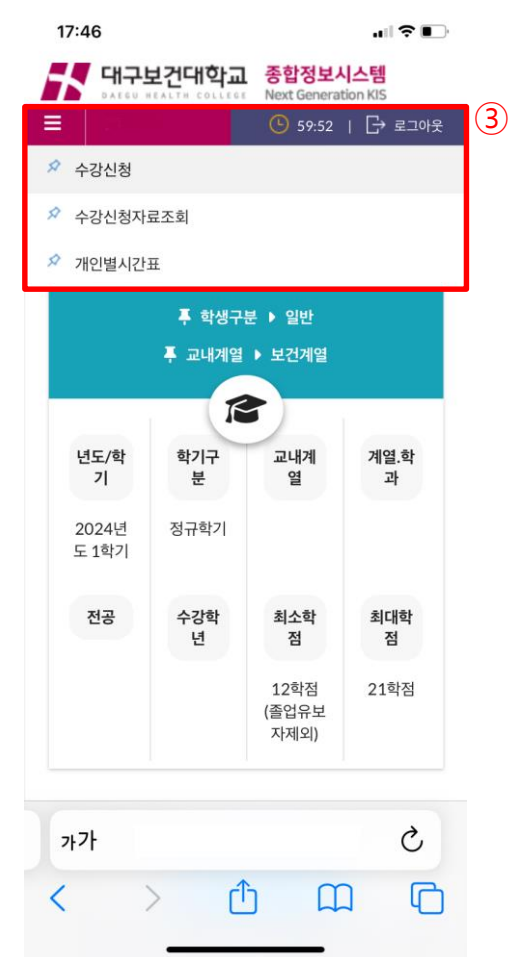 17:46
대구보건대학교 종합정보시스템
DAEGU HEALTH COLLEGE Next Generation KIS
59:52 | 로그아웃
③
수강신청
수강신청자료조회
개인별시간표
학생구분 ▶ 일반
교내계열 ▶ 보건계열
년도/학기 학기구분 교내계열 계열.학과
2024년도 1학기 정규학기
전공 수강학년 최소학점 최대학점
12학점(졸업유보자제외) 21학점
가가